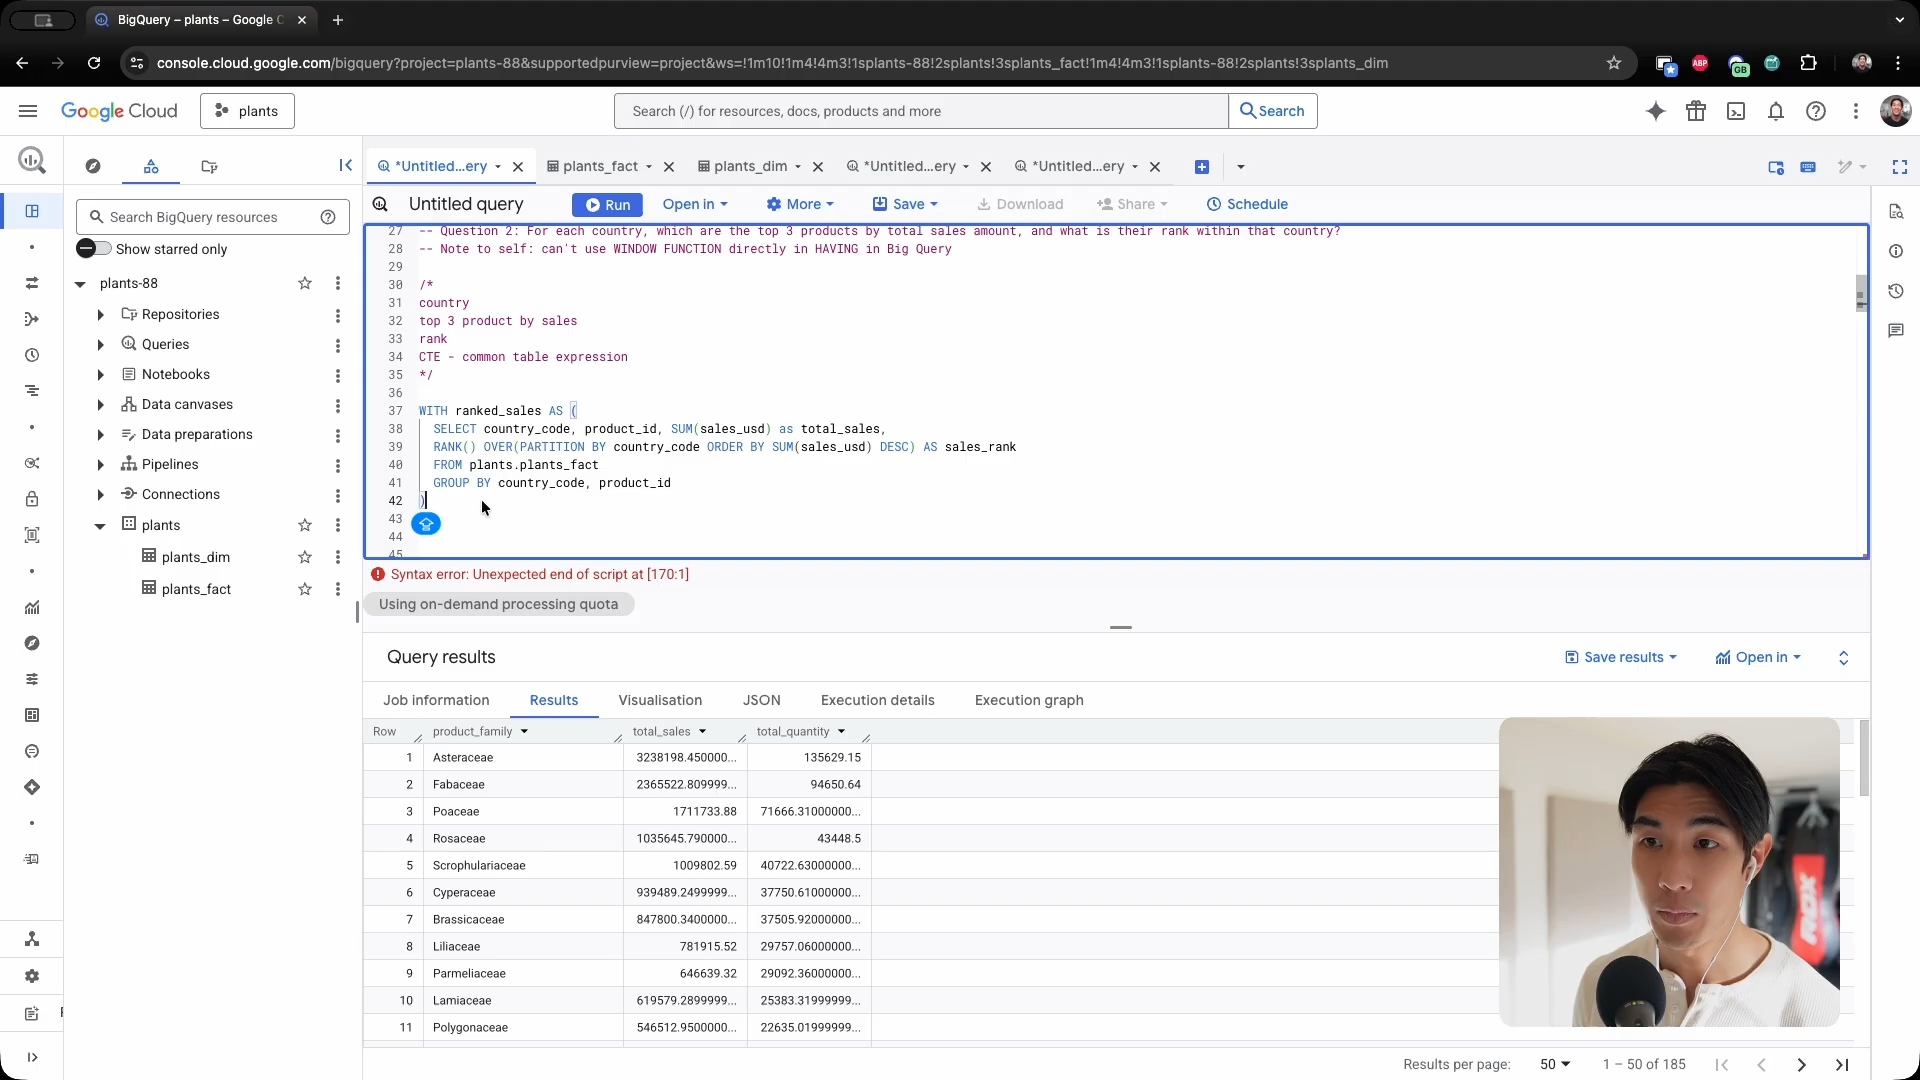 BigQuery – plants – Google C
console.cloud.google.com/bigquery?project=plants-88&supportedpurview=project&ws=!1m10!1m4!4m3!1splants-88!2splants!3splants_fact!1m4!4m3!1splants-88!2splants!3splants_dim
ABP
GB
Google Cloud
plants
Search (/) for resources, docs, products and more
Search
*Untitled...ery
plants_fact
plants_dim
*Untitled...ery
*Untitled...ery
Untitled query
Run
Open in
More
Save
Download
Share
Schedule
Search BigQuery resources
Show starred only
plants-88
Repositories
Queries
Notebooks
Data canvases
Data preparations
Pipelines
Connections
plants
plants_dim
plants_fact
27 -- Question 2: For each country, which are the top 3 products by total sales amount, and what is their rank within that country?
28 -- Note to self: can't use WINDOW FUNCTION directly in HAVING in Big Query
29
30 /*
31 country
32 top 3 product by sales
33 rank
34 CTE - common table expression
35 */
36
37 WITH ranked_sales AS (
38 SELECT country_code, product_id, SUM(sales_usd) as total_sales,
39 RANK() OVER(PARTITION BY country_code ORDER BY SUM(sales_usd) DESC) AS sales_rank
40 FROM plants.plants_fact
41 GROUP BY country_code, product_id
42 )
43
44
45
Syntax error: Unexpected end of script at [170:1]
Using on-demand processing quota
Query results
Save results
Open in
Job information
Results
Visualisation
JSON
Execution details
Execution graph
Row product_family total_sales total_quantity
1 Asteraceae 3238198.450000... 135629.15
2 Fabaceae 2365522.809999... 94650.64
3 Poaceae 1711733.88 71666.31000000...
4 Rosaceae 1035645.790000... 43448.5
5 Scrophulariaceae 1009802.59 40722.63000000...
6 Cyperaceae 939489.2499999... 37750.61000000...
7 Brassicaceae 847800.3400000... 37505.92000000...
8 Liliaceae 781915.52 29757.06000000...
9 Parmeliaceae 646639.32 29092.36000000...
10 Lamiaceae 619579.2899999... 25383.31999999...
11 Polygonaceae 546512.9500000... 22635.01999999...
RDX
Results per page: 50 1 – 50 of 185